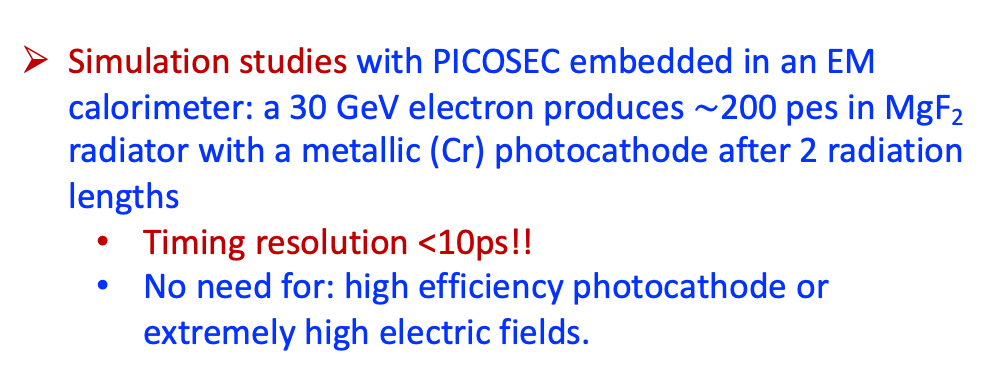 ➢ Simulation studies with PICOSEC embedded in an EM
calorimeter: a 30 GeV electron produces ~200 pes in MgF₂
radiator with a metallic (Cr) photocathode after 2 radiation
lengths
• Timing resolution <10ps!!
• No need for: high efficiency photocathode or
extremely high electric fields.